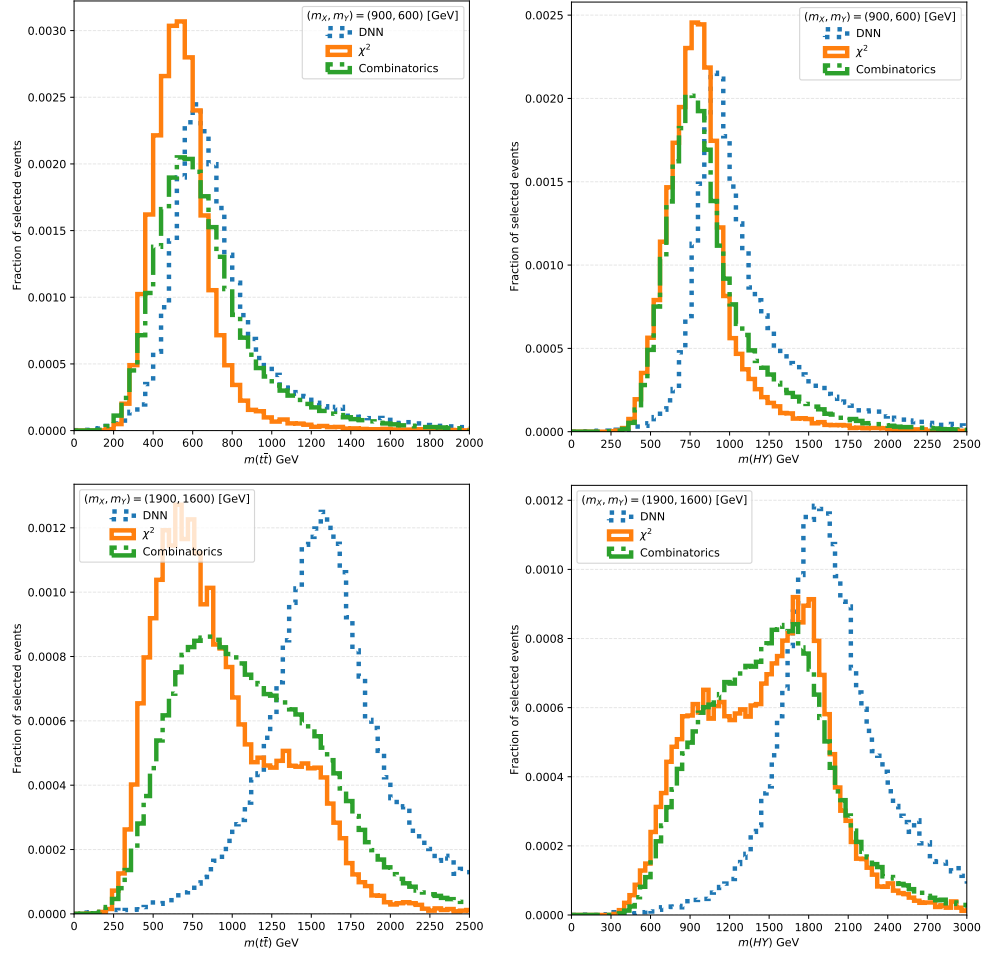 (m_X, m_Y) = (900, 600) [GeV]
DNN
χ²
Combinatorics
Fraction of selected events
0.0030
0.0025
0.0020
0.0015
0.0010
0.0005
0.0000
0 200 400 600 800 1000 1200 1400 1600 1800 2000
m(tt̄) GeV
(m_X, m_Y) = (900, 600) [GeV]
DNN
χ²
Combinatorics
Fraction of selected events
0.0025
0.0020
0.0015
0.0010
0.0005
0.0000
0 250 500 750 1000 1250 1500 1750 2000 2250 2500
m(HY) GeV
(m_X, m_Y) = (1900, 1600) [GeV]
DNN
χ²
Combinatorics
Fraction of selected events
0.0012
0.0010
0.0008
0.0006
0.0004
0.0002
0.0000
0 250 500 750 1000 1250 1500 1750 2000 2250 2500
m(tt̄) GeV
(m_X, m_Y) = (1900, 1600) [GeV]
DNN
χ²
Combinatorics
Fraction of selected events
0.0012
0.0010
0.0008
0.0006
0.0004
0.0002
0.0000
0 300 600 900 1200 1500 1800 2100 2400 2700 3000
m(HY) GeV